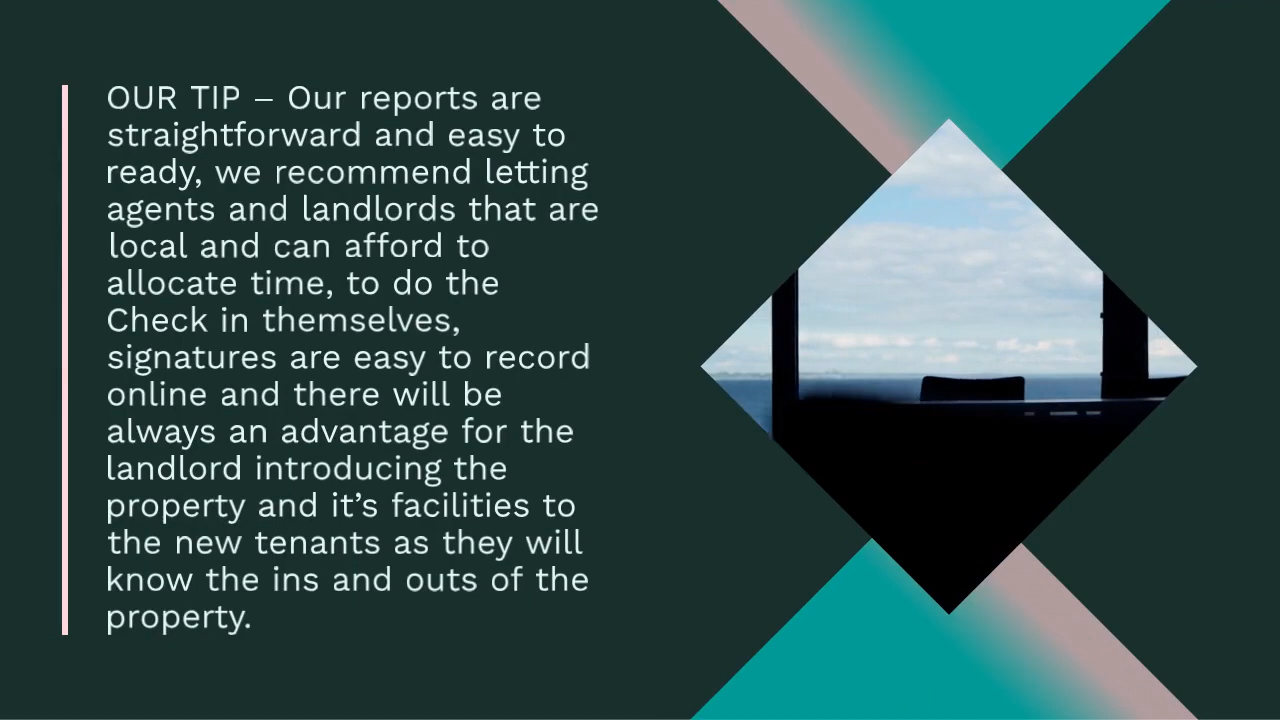 OUR TIP – Our reports are
straightforward and easy to
ready, we recommend letting
agents and landlords that are
local and can afford to
allocate time, to do the
Check in themselves,
signatures are easy to record
online and there will be
always an advantage for the
landlord introducing the
property and it’s facilities to
the new tenants as they will
know the ins and outs of the
property.